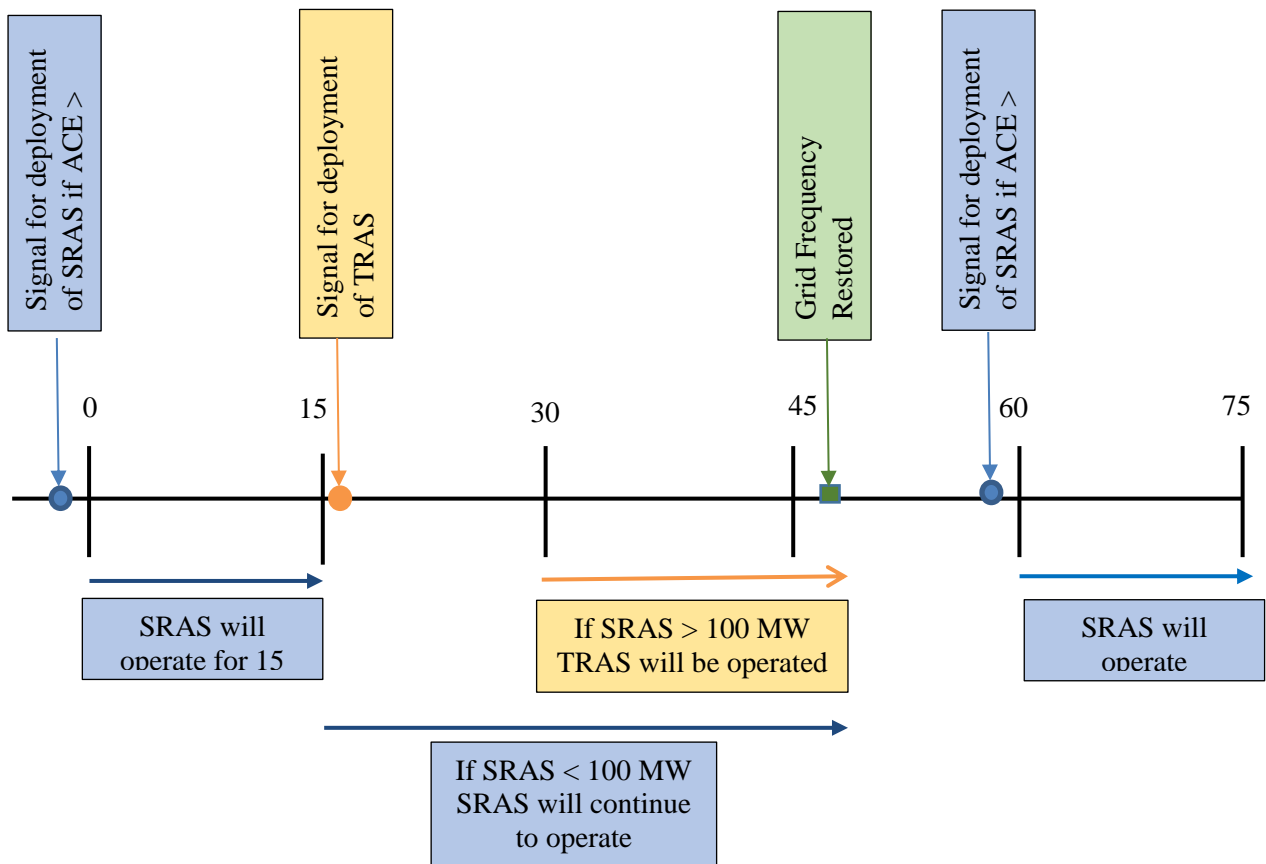 Signal for deployment
of SRAS if ACE >
Signal for deployment
of TRAS
Grid Frequency
Restored
Signal for deployment
of SRAS if ACE >
0
15
30
45
60
75
SRAS will
operate for 15
If SRAS > 100 MW
TRAS will be operated
SRAS will
operate
If SRAS < 100 MW
SRAS will continue
to operate